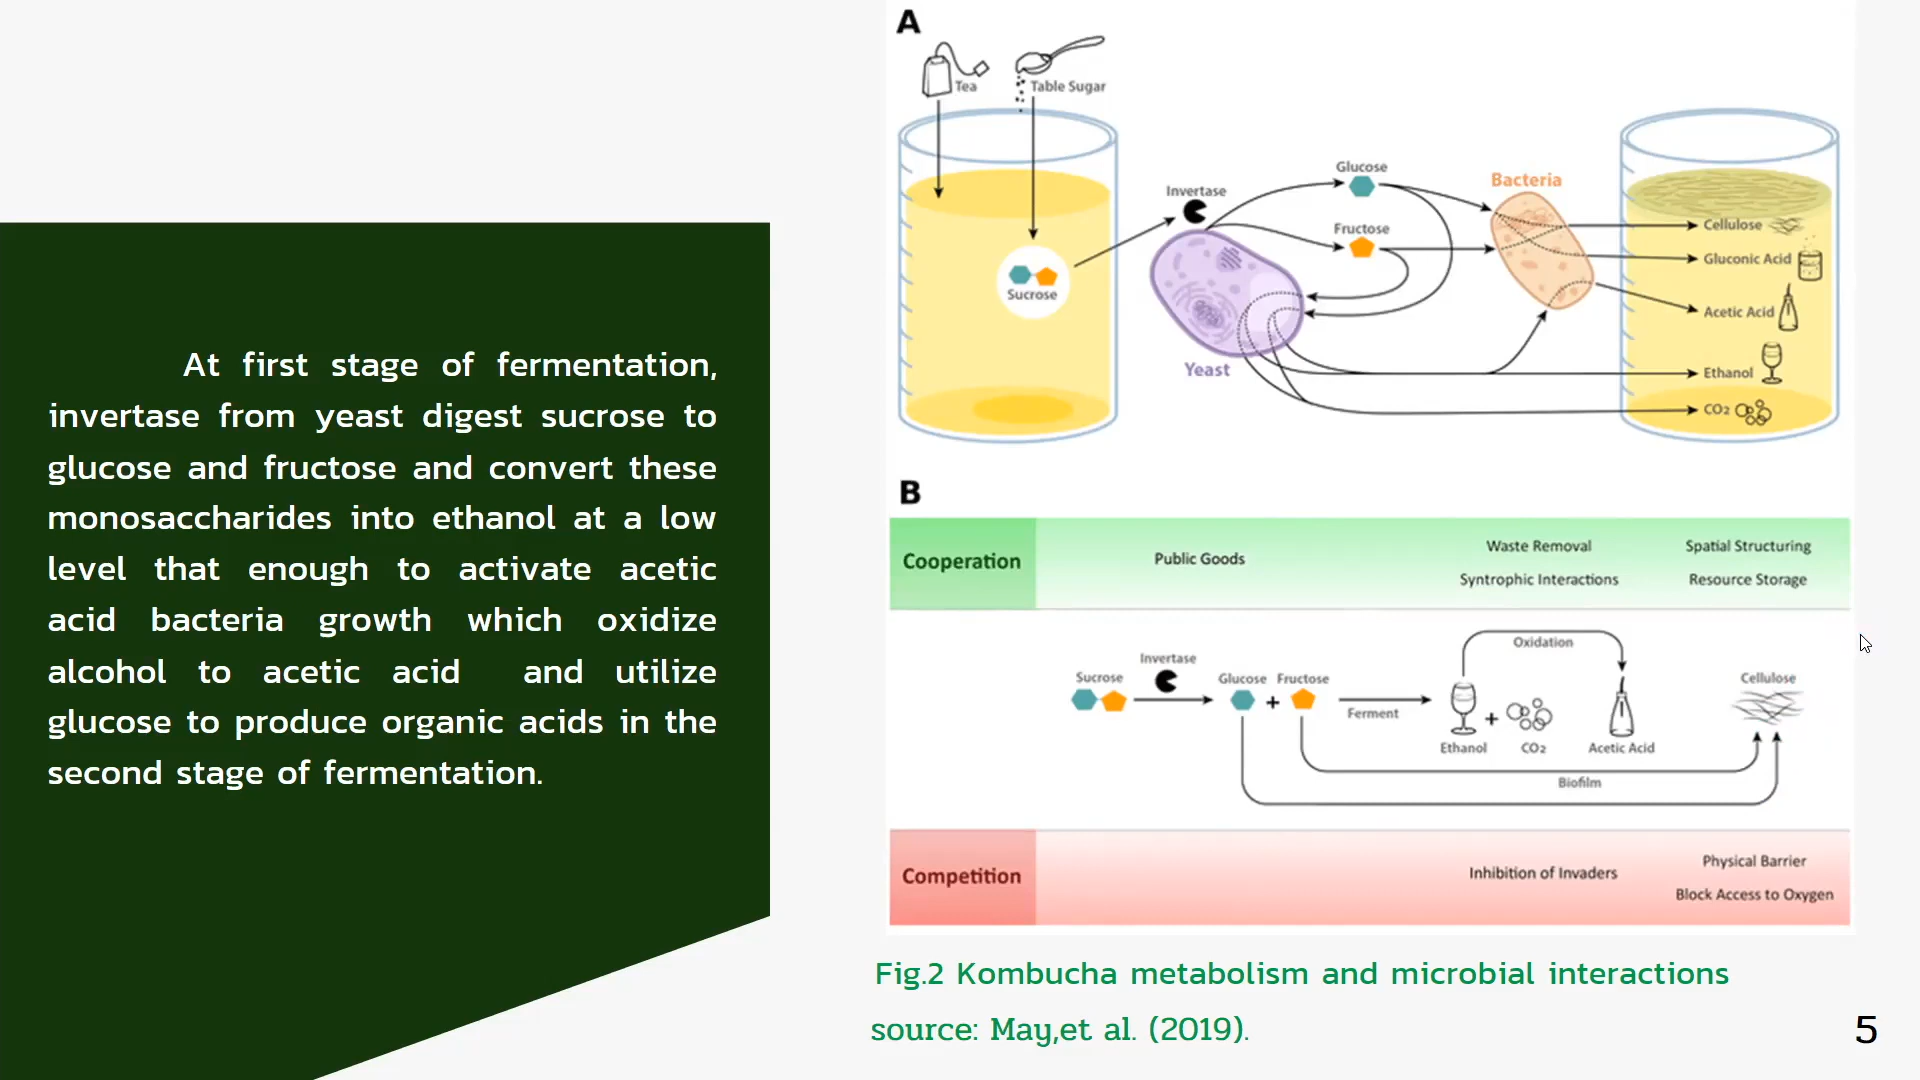 At first stage of fermentation,
invertase from yeast digest sucrose to
glucose and fructose and convert these
monosaccharides into ethanol at a low
level that enough to activate acetic
acid bacteria growth which oxidize
alcohol to acetic acid and utilize
glucose to produce organic acids in the
second stage of fermentation.
A
Tea
Table Sugar
Sucrose
Invertase
Yeast
Glucose
Fructose
Bacteria
Cellulose
Gluconic Acid
Acetic Acid
Ethanol
CO2
B
Cooperation
Public Goods
Waste Removal
Syntrophic Interactions
Spatial Structuring
Resource Storage
Sucrose
Invertase
Glucose + Fructose
Ferment
Oxidation
+
Ethanol
CO2
Acetic Acid
Cellulose
Biofilm
Competition
Inhibition of Invaders
Physical Barrier
Block Access to Oxygen
Fig.2 Kombucha metabolism and microbial interactions
source: May,et al. (2019).
5